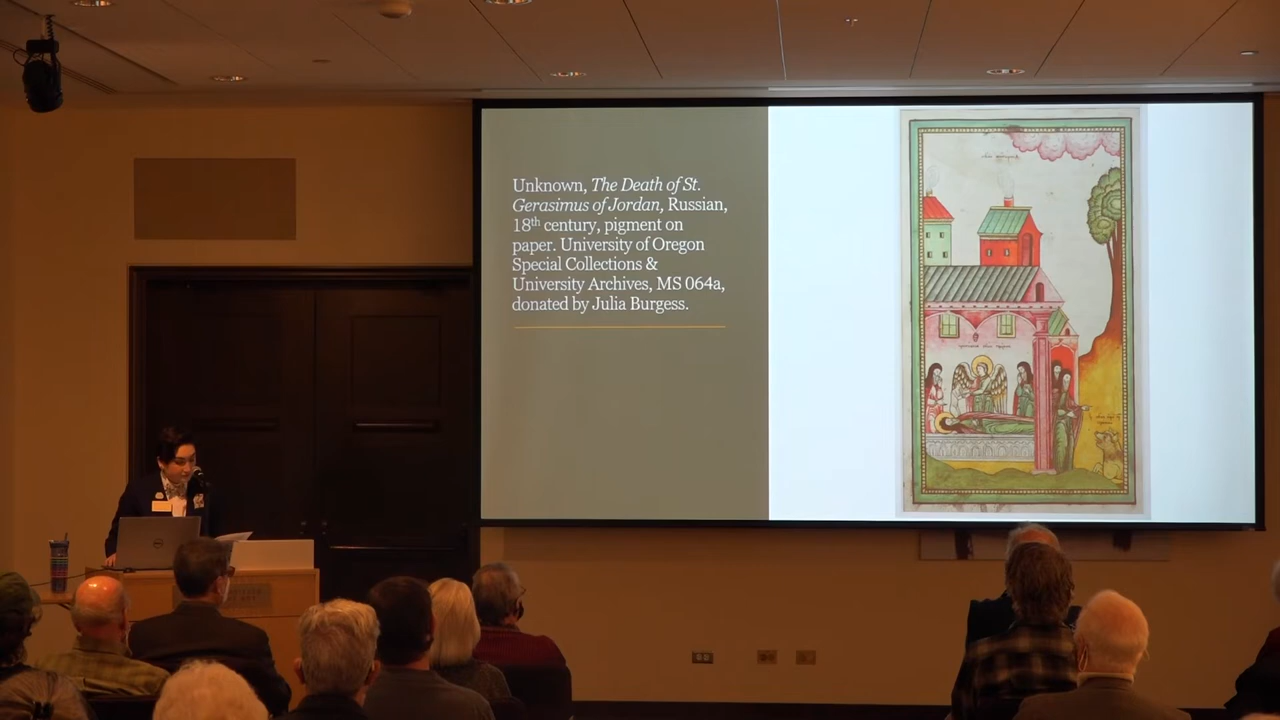 Unknown, The Death of St.
Gerasimus of Jordan, Russian,
18th century, pigment on
paper. University of Oregon
Special Collections &
University Archives, MS 064a,
donated by Julia Burgess.